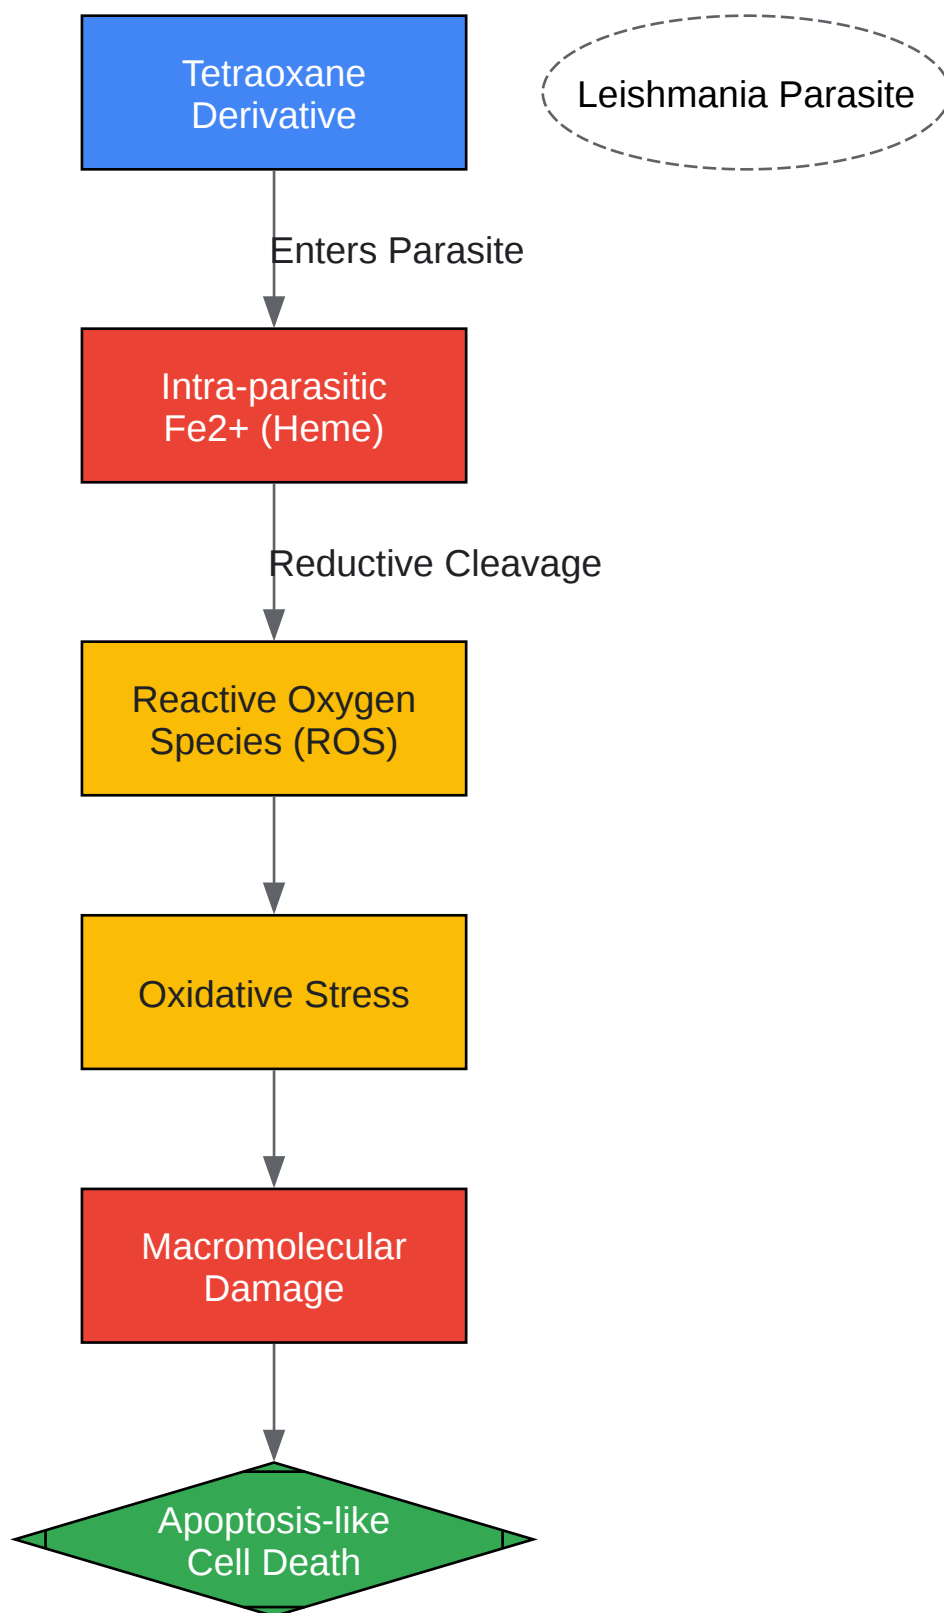 Tetraoxane
Derivative
Leishmania Parasite
Enters Parasite
Intra-parasitic
Fe2+ (Heme)
Reductive Cleavage
Reactive Oxygen
Species (ROS)
Oxidative Stress
Macromolecular
Damage
Apoptosis-like
Cell Death